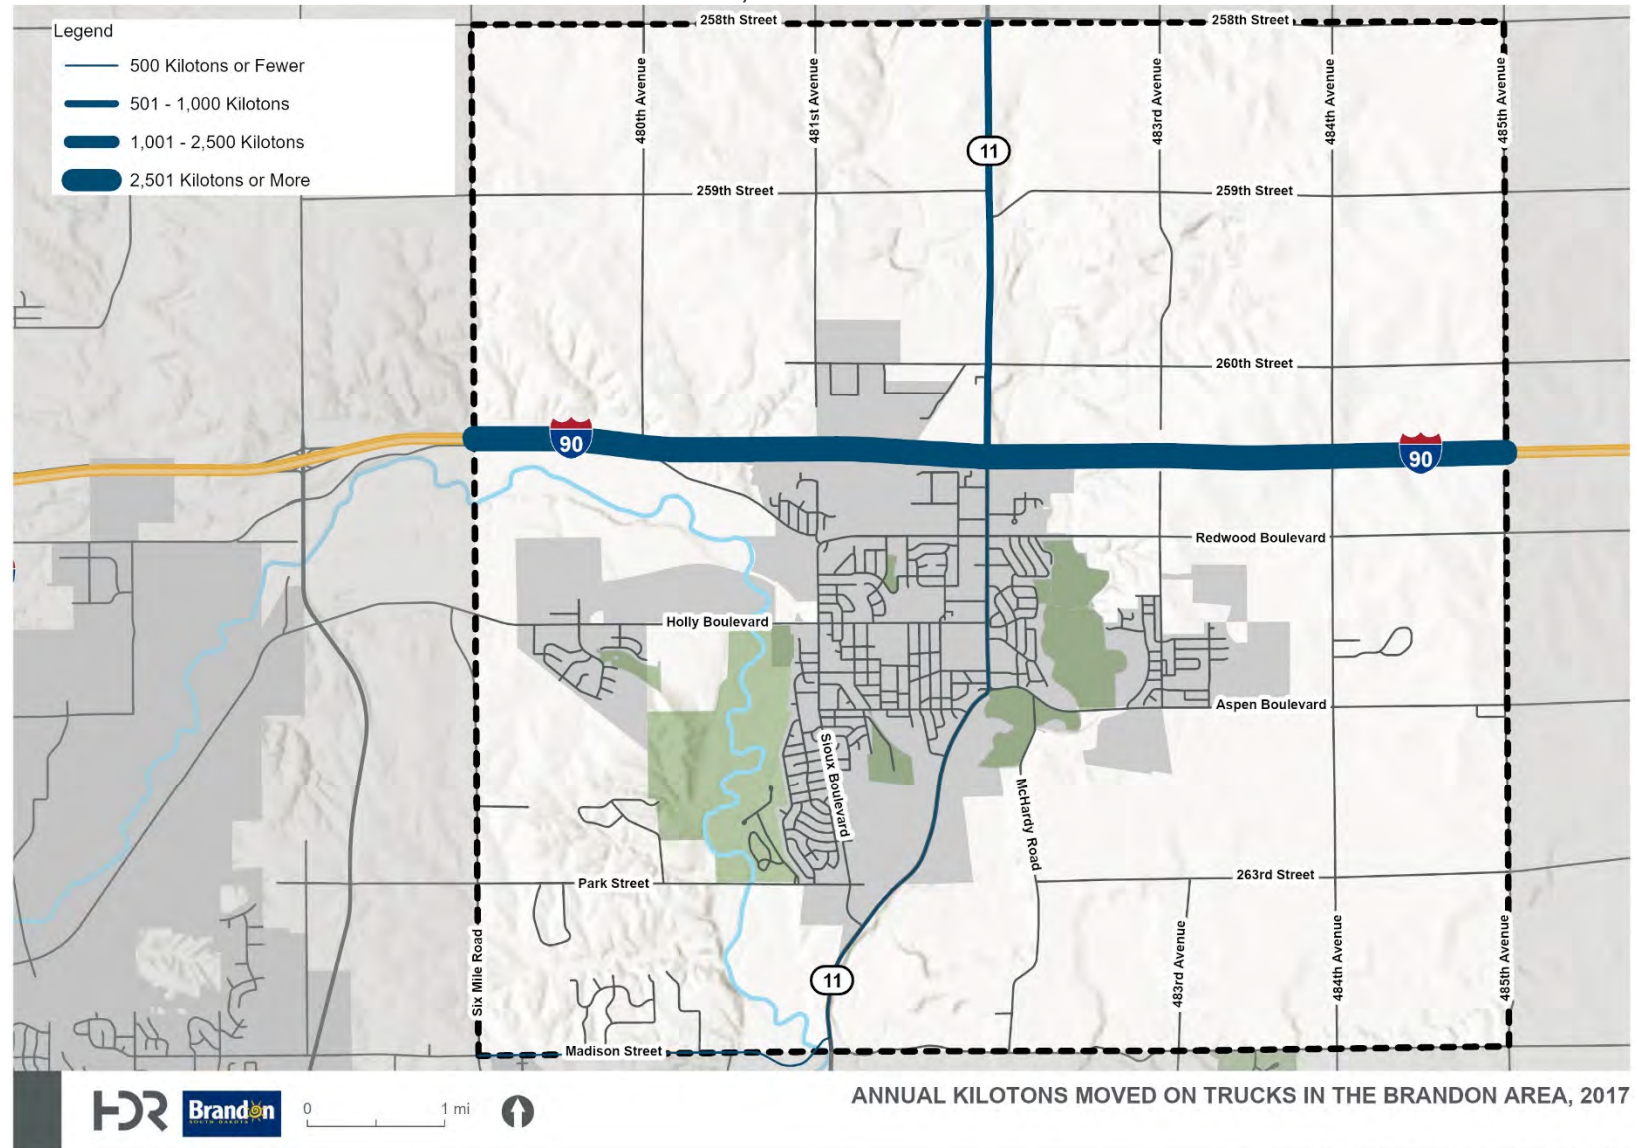 258th Street
258th Street
Legend
500 Kilotons or Fewer
501 - 1,000 Kilotons
1,001 - 2,500 Kilotons
2,501 Kilotons or More
480th Avenue
481st Avenue
483rd Avenue
484th Avenue
485th Avenue
11
259th Street
259th Street
260th Street
90
90
Redwood Boulevard
Holly Boulevard
Aspen Boulevard
Sioux Boulevard
McHardy Road
Park Street
263rd Street
Six Mile Road
11
483rd Avenue
484th Avenue
485th Avenue
Madison Street
HDR
Brandon
SOUTH DAKOTA
0 1 mi
ANNUAL KILOTONS MOVED ON TRUCKS IN THE BRANDON AREA, 2017